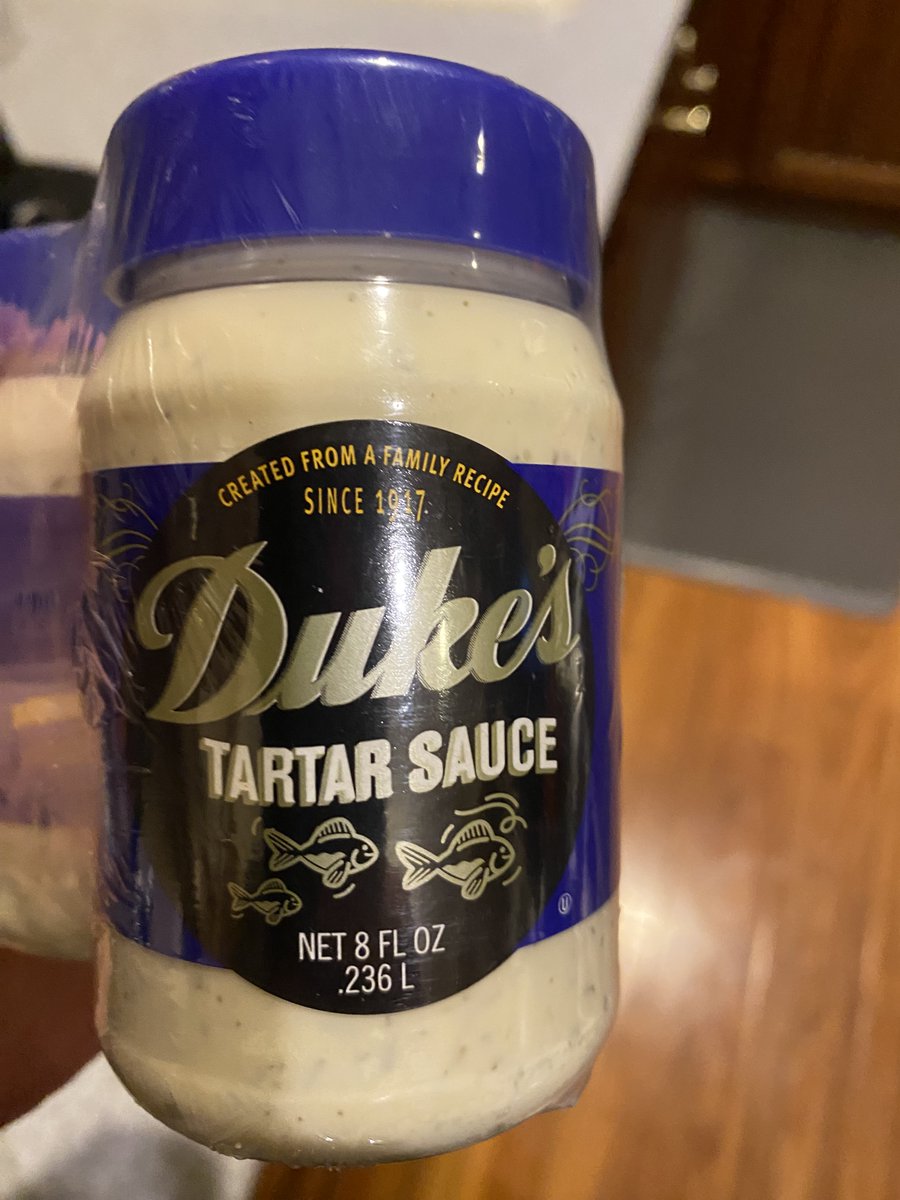 CREATED FROM A FAMILY RECIPE
SINCE 1917
Duke's
TARTAR SAUCE
U
NET 8 FL OZ
.236 L